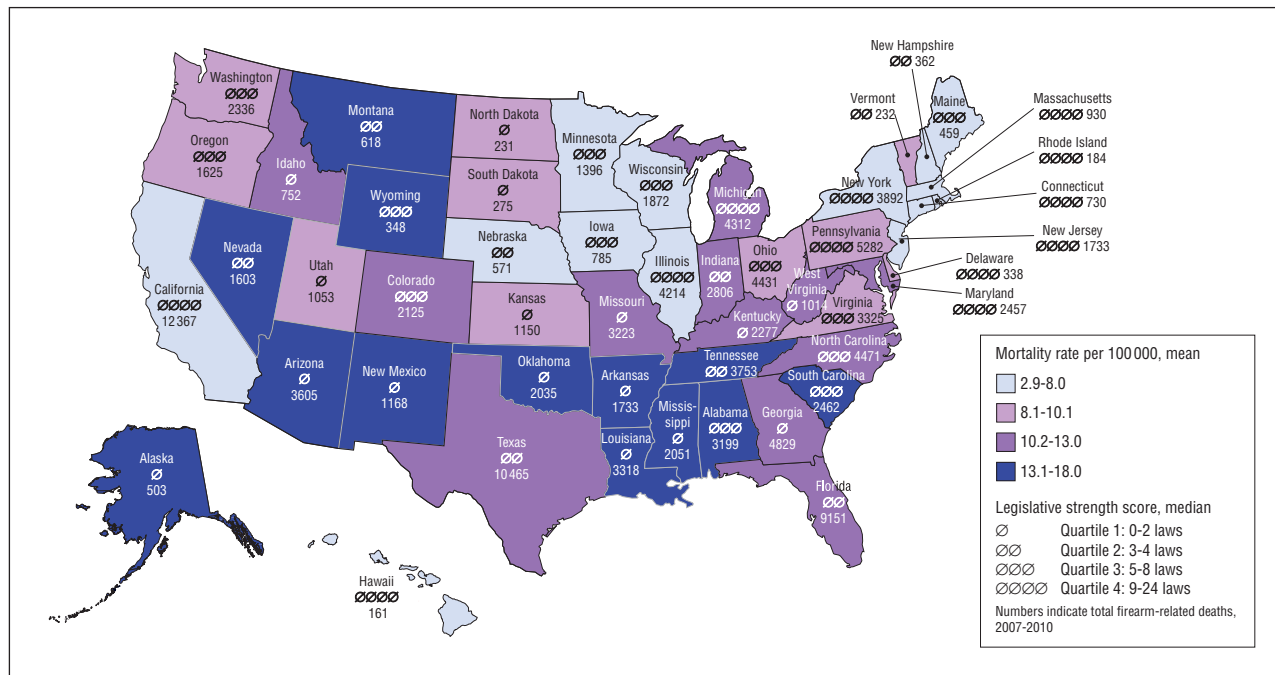 Washington
ØØØ
2336
Oregon
ØØØ
1625
California
ØØØØ
12 367
Idaho
Ø
752
Nevada
ØØ
1603
Montana
ØØ
618
Wyoming
ØØØ
348
Utah
Ø
1053
Colorado
ØØØ
2125
Arizona
Ø
3605
New Mexico
Ø
1168
North Dakota
Ø
231
South Dakota
Ø
275
Nebraska
ØØ
571
Kansas
Ø
1150
Oklahoma
Ø
2035
Texas
ØØ
10 465
Minnesota
ØØØ
1396
Iowa
ØØØ
785
Missouri
Ø
3223
Arkansas
Ø
1733
Louisiana
Ø
3318
Wisconsin
ØØØ
1872
Illinois
ØØØØ
4214
Michigan
ØØØØ
4312
Indiana
ØØ
2806
Ohio
ØØØ
4431
Kentucky
Ø 2277
Tennessee
ØØ 3753
Missis-
sippi
Ø
2051
Alabama
ØØØ
3199
Georgia
Ø
4829
Florida
ØØ
9151
South Carolina
ØØØ
2462
North Carolina
ØØØ 4471
Virginia
ØØØ 3325
West
Virginia
Ø 1014
Pennsylvania
ØØØØ 5282
New York
ØØØØ 3892
Vermont
ØØ 232
New Hampshire
ØØ 362
Maine
ØØØ
459
Massachusetts
ØØØØ 930
Rhode Island
ØØØØ 184
Connecticut
ØØØØ 730
New Jersey
ØØØØ 1733
Delaware
ØØØØ 338
Maryland
ØØØØ 2457
Alaska
Ø
503
Hawaii
ØØØØ
161
Mortality rate per 100 000, mean
2.9-8.0
8.1-10.1
10.2-13.0
13.1-18.0
Legislative strength score, median
Ø Quartile 1: 0-2 laws
ØØ Quartile 2: 3-4 laws
ØØØ Quartile 3: 5-8 laws
ØØØØ Quartile 4: 9-24 laws
Numbers indicate total firearm-related deaths,
2007-2010